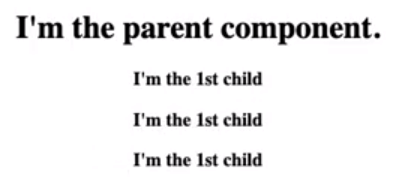 I'm the parent component.
I'm the 1st child
I'm the 1st child
I'm the 1st child